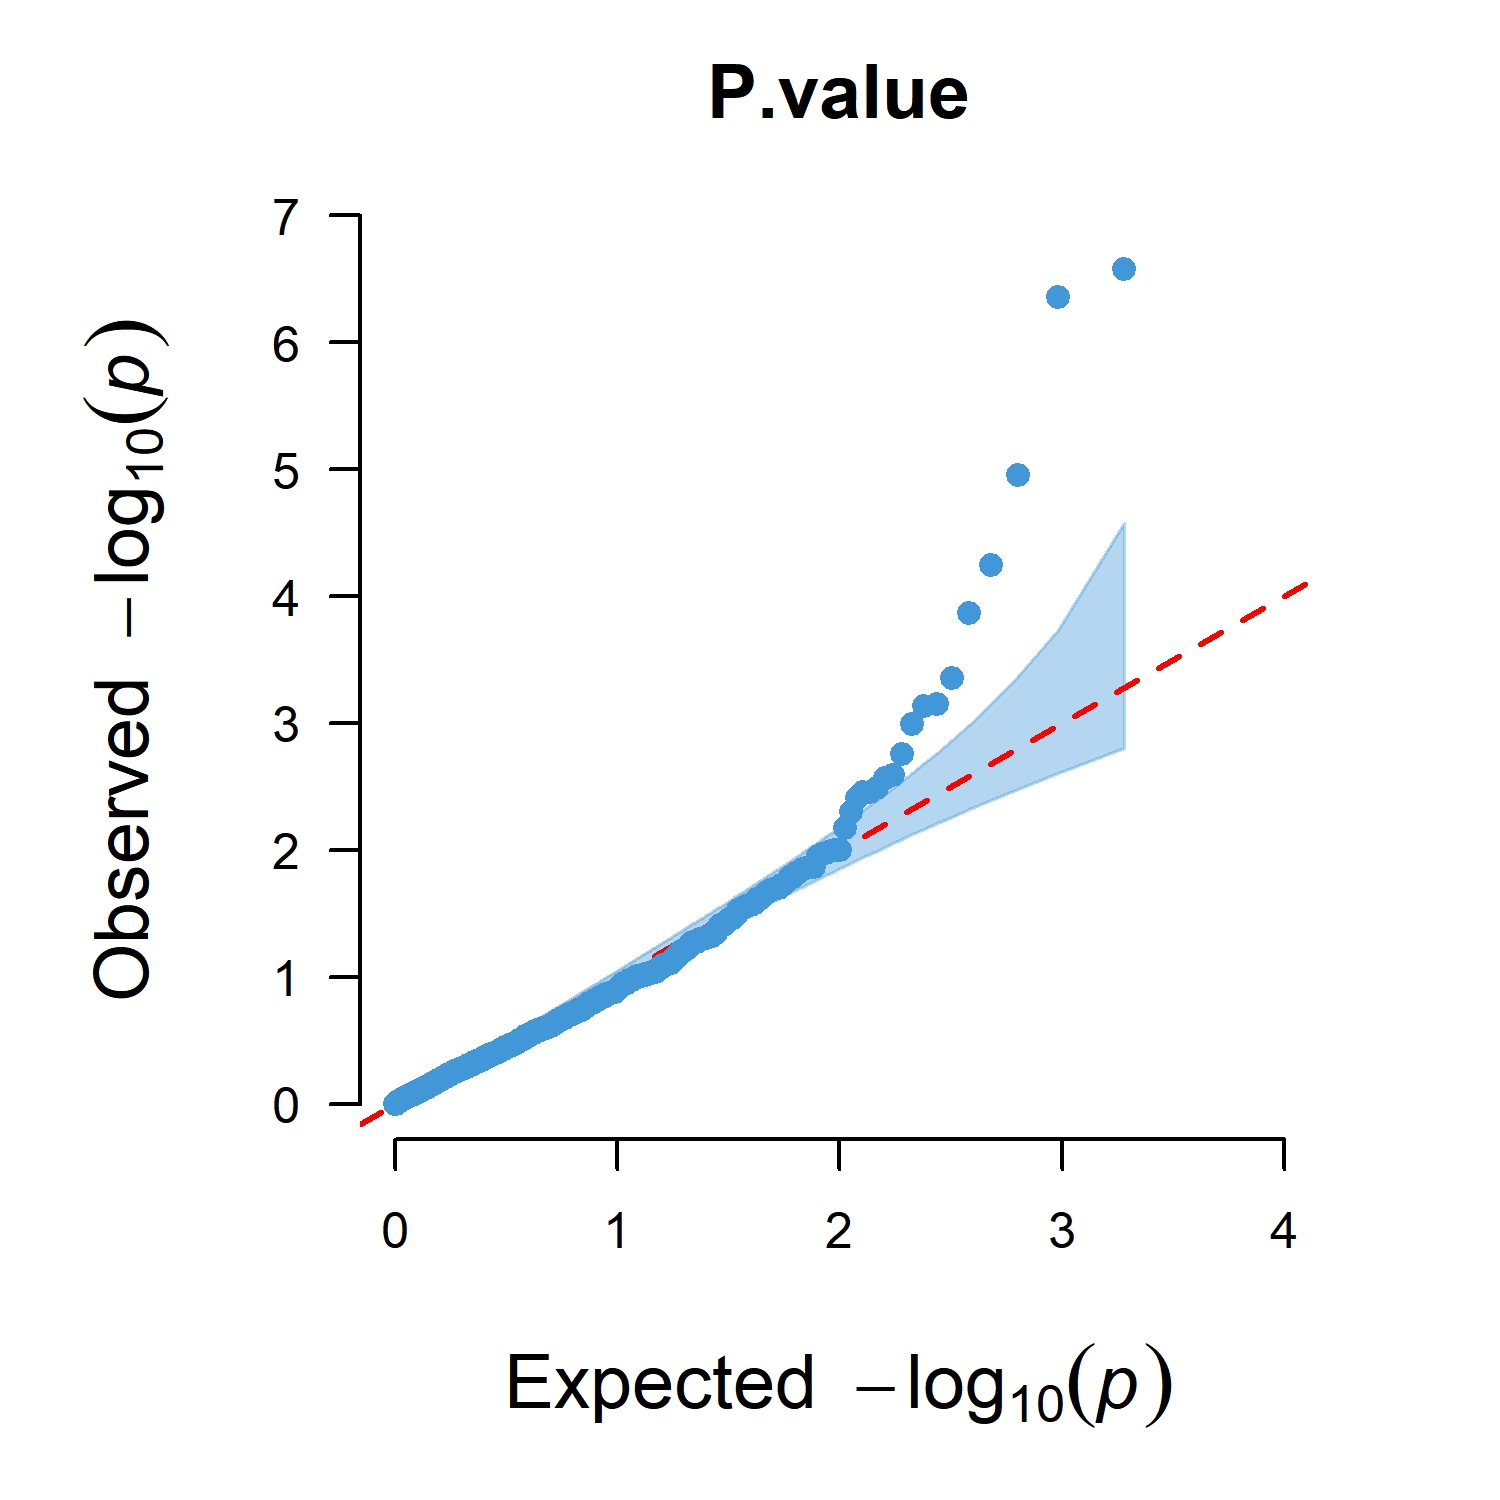 P.value
7
6
5
4
3
2
1
0
Observed −log₁₀(p)
0 1 2 3 4
Expected −log₁₀(p)